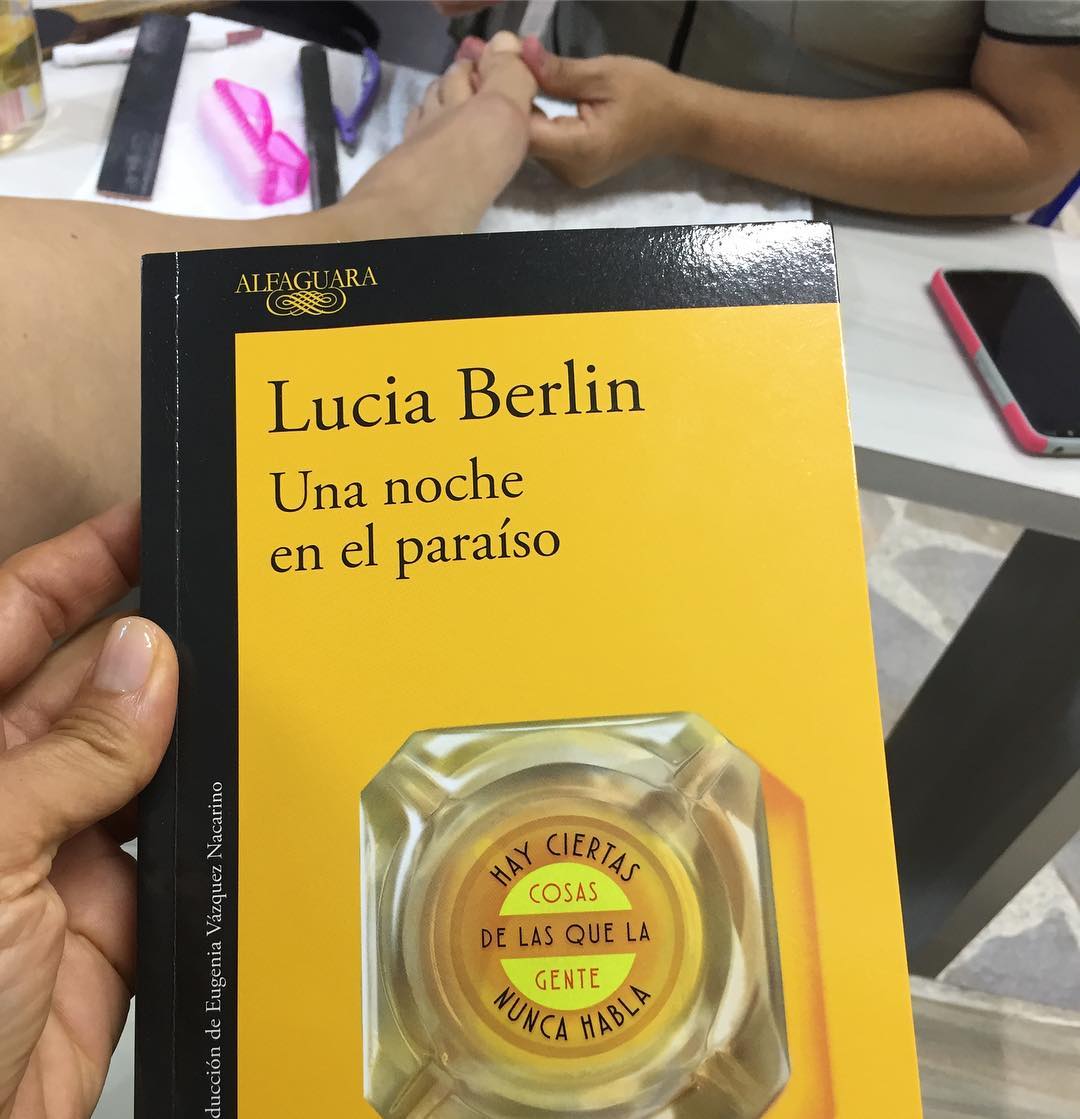 ALFAGUARA
Lucia Berlin
Una noche
en el paraíso
HAY CIERTAS
COSAS
DE LAS QUE LA
GENTE
NUNCA HABLA
ducción de Eugenia Vázquez Nacarino